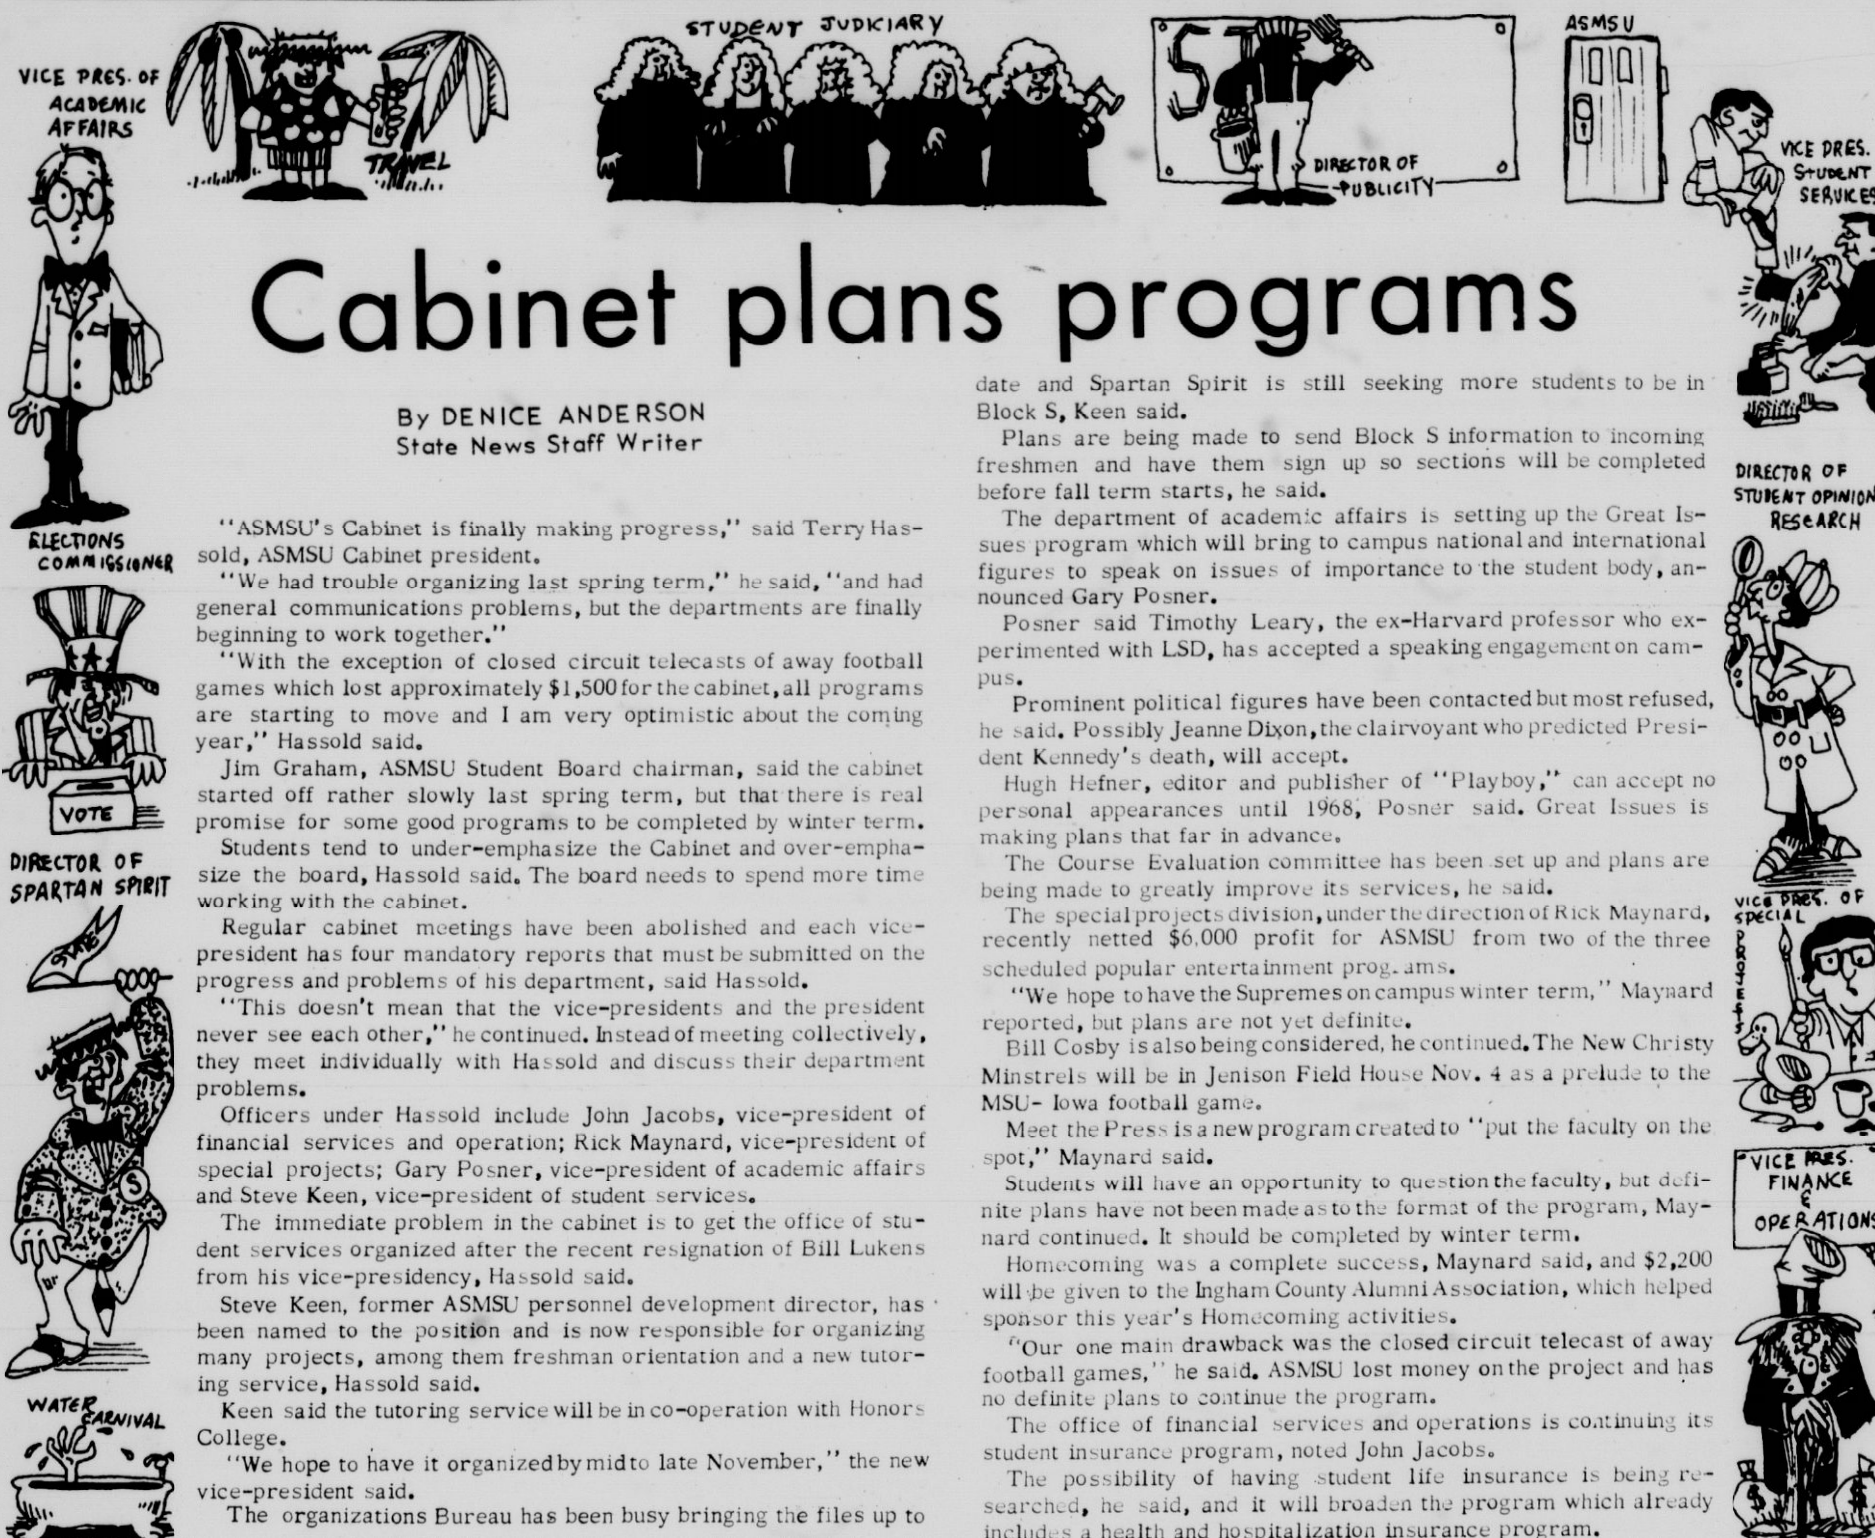 VICE PRES. OF
ACADEMIC
AFFAIRS
TRAVEL
STUDENT JUDICIARY
ST
DIRECTOR OF
PUBLICITY
ASMSU
VICE PRES.
STUDENT
SERVICES
Cabinet plans programs
By DENICE ANDERSON
State News Staff Writer
"ASMSU's Cabinet is finally making progress," said Terry Has-
sold, ASMSU Cabinet president.
"We had trouble organizing last spring term," he said, "and had
general communications problems, but the departments are finally
beginning to work together."
"With the exception of closed circuit telecasts of away football
games which lost approximately $1,500 for the cabinet, all programs
are starting to move and I am very optimistic about the coming
year," Hassold said.
Jim Graham, ASMSU Student Board chairman, said the cabinet
started off rather slowly last spring term, but that there is real
promise for some good programs to be completed by winter term.
Students tend to under-emphasize the Cabinet and over-empha-
size the board, Hassold said. The board needs to spend more time
working with the cabinet.
Regular cabinet meetings have been abolished and each vice-
president has four mandatory reports that must be submitted on the
progress and problems of his department, said Hassold.
"This doesn't mean that the vice-presidents and the president
never see each other," he continued. Instead of meeting collectively,
they meet individually with Hassold and discuss their department
problems.
Officers under Hassold include John Jacobs, vice-president of
financial services and operation; Rick Maynard, vice-president of
special projects; Gary Posner, vice-president of academic affairs
and Steve Keen, vice-president of student services.
The immediate problem in the cabinet is to get the office of stu-
dent services organized after the recent resignation of Bill Lukens
from his vice-presidency, Hassold said.
Steve Keen, former ASMSU personnel development director, has
been named to the position and is now responsible for organizing
many projects, among them freshman orientation and a new tutor-
ing service, Hassold said.
Keen said the tutoring service will be in co-operation with Honors
College.
"We hope to have it organized by mid to late November," the new
vice-president said.
The organizations Bureau has been busy bringing the files up to
date and Spartan Spirit is still seeking more students to be in
Block S, Keen said.
Plans are being made to send Block S information to incoming
freshmen and have them sign up so sections will be completed
before fall term starts, he said.
The department of academic affairs is setting up the Great Is-
sues program which will bring to campus national and international
figures to speak on issues of importance to the student body, an-
nounced Gary Posner.
Posner said Timothy Leary, the ex-Harvard professor who ex-
perimented with LSD, has accepted a speaking engagement on cam-
pus.
Prominent political figures have been contacted but most refused,
he said. Possibly Jeanne Dixon, the clairvoyant who predicted Presi-
dent Kennedy's death, will accept.
Hugh Hefner, editor and publisher of "Playboy," can accept no
personal appearances until 1968, Posner said. Great Issues is
making plans that far in advance.
The Course Evaluation committee has been set up and plans are
being made to greatly improve its services, he said.
The special projects division, under the direction of Rick Maynard,
recently netted $6,000 profit for ASMSU from two of the three
scheduled popular entertainment programs.
"We hope to have the Supremes on campus winter term," Maynard
reported, but plans are not yet definite.
Bill Cosby is also being considered, he continued. The New Christy
Minstrels will be in Jenison Field House Nov. 4 as a prelude to the
MSU- Iowa football game.
Meet the Press is a new program created to "put the faculty on the
spot," Maynard said.
Students will have an opportunity to question the faculty, but defi-
nite plans have not been made as to the format of the program, May-
nard continued. It should be completed by winter term.
Homecoming was a complete success, Maynard said, and $2,200
will be given to the Ingham County Alumni Association, which helped
sponsor this year's Homecoming activities.
"Our one main drawback was the closed circuit telecast of away
football games," he said. ASMSU lost money on the project and has
no definite plans to continue the program.
The office of financial services and operations is continuing its
student insurance program, noted John Jacobs.
The possibility of having student life insurance is being re-
searched, he said, and it will broaden the program which already
includes a health and hospitalization insurance program.
ELECTIONS
COMMISSIONER
VOTE
DIRECTOR OF
SPARTAN SPIRIT
STATE
S
WATER
CARNIVAL
DIRECTOR OF
STUDENT OPINION
RESEARCH
VICE PRES. OF
SPECIAL
PROJECTS
VICE PRES.
FINANCE
&
OPERATIONS
$
$